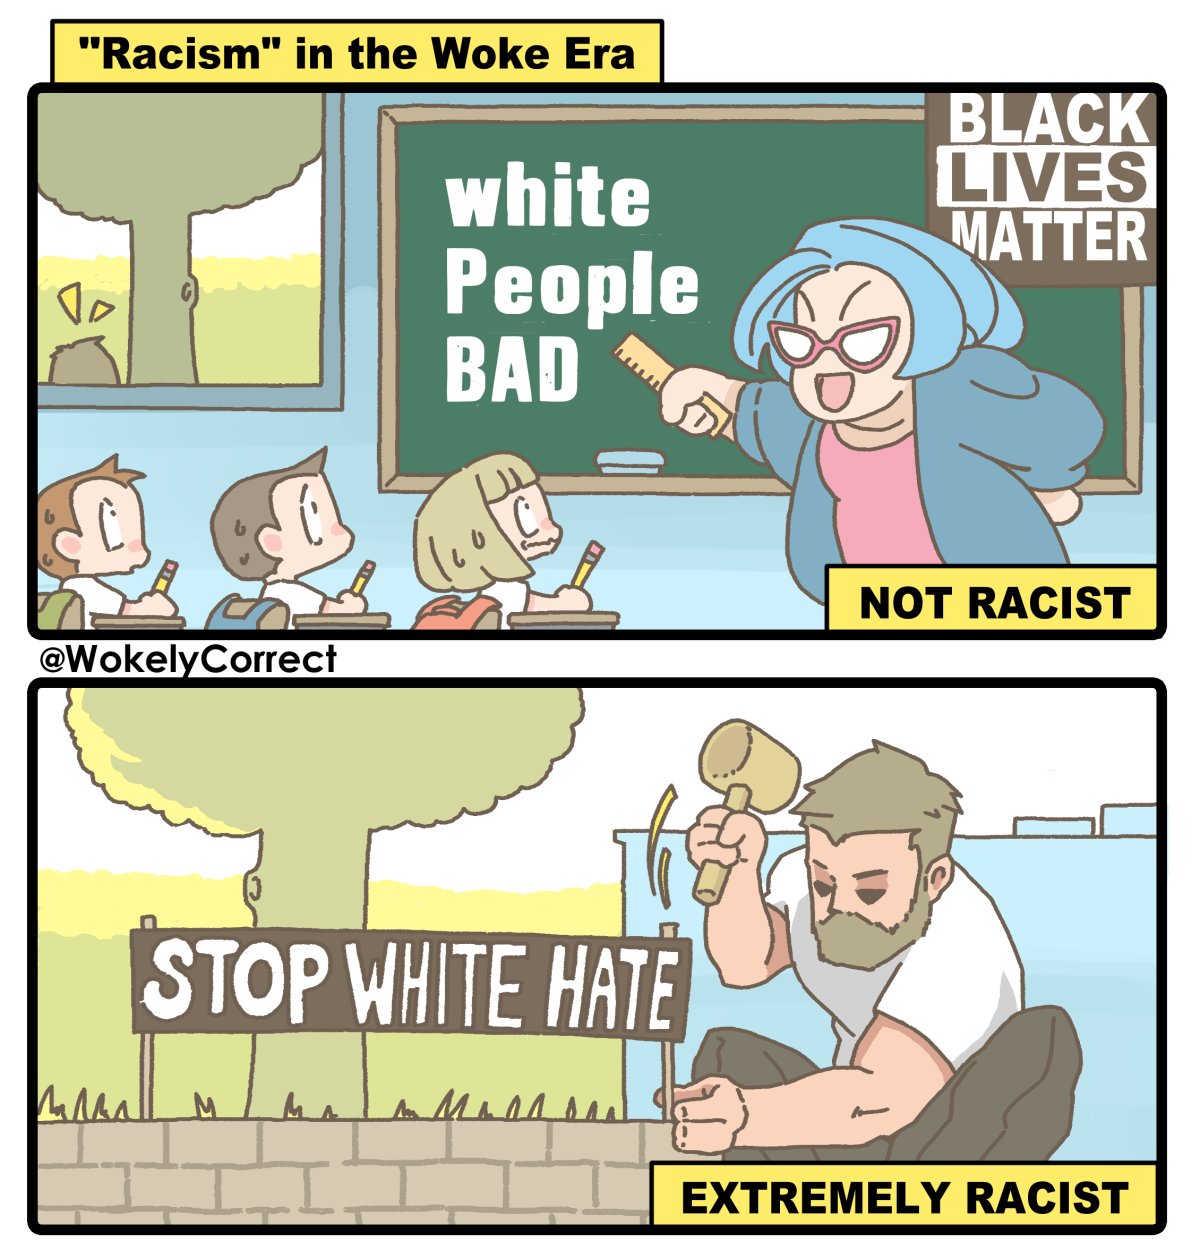 "Racism" in the Woke Era
BLACK
LIVES
MATTER
white
People
BAD
NOT RACIST
@WokelyCorrect
STOP WHITE HATE
EXTREMELY RACIST